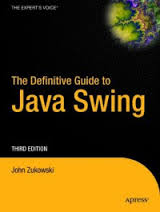 THE EXPERT'S VOICE®
The Definitive Guide to
Java Swing
THIRD EDITION
John Zukowski
Apress®